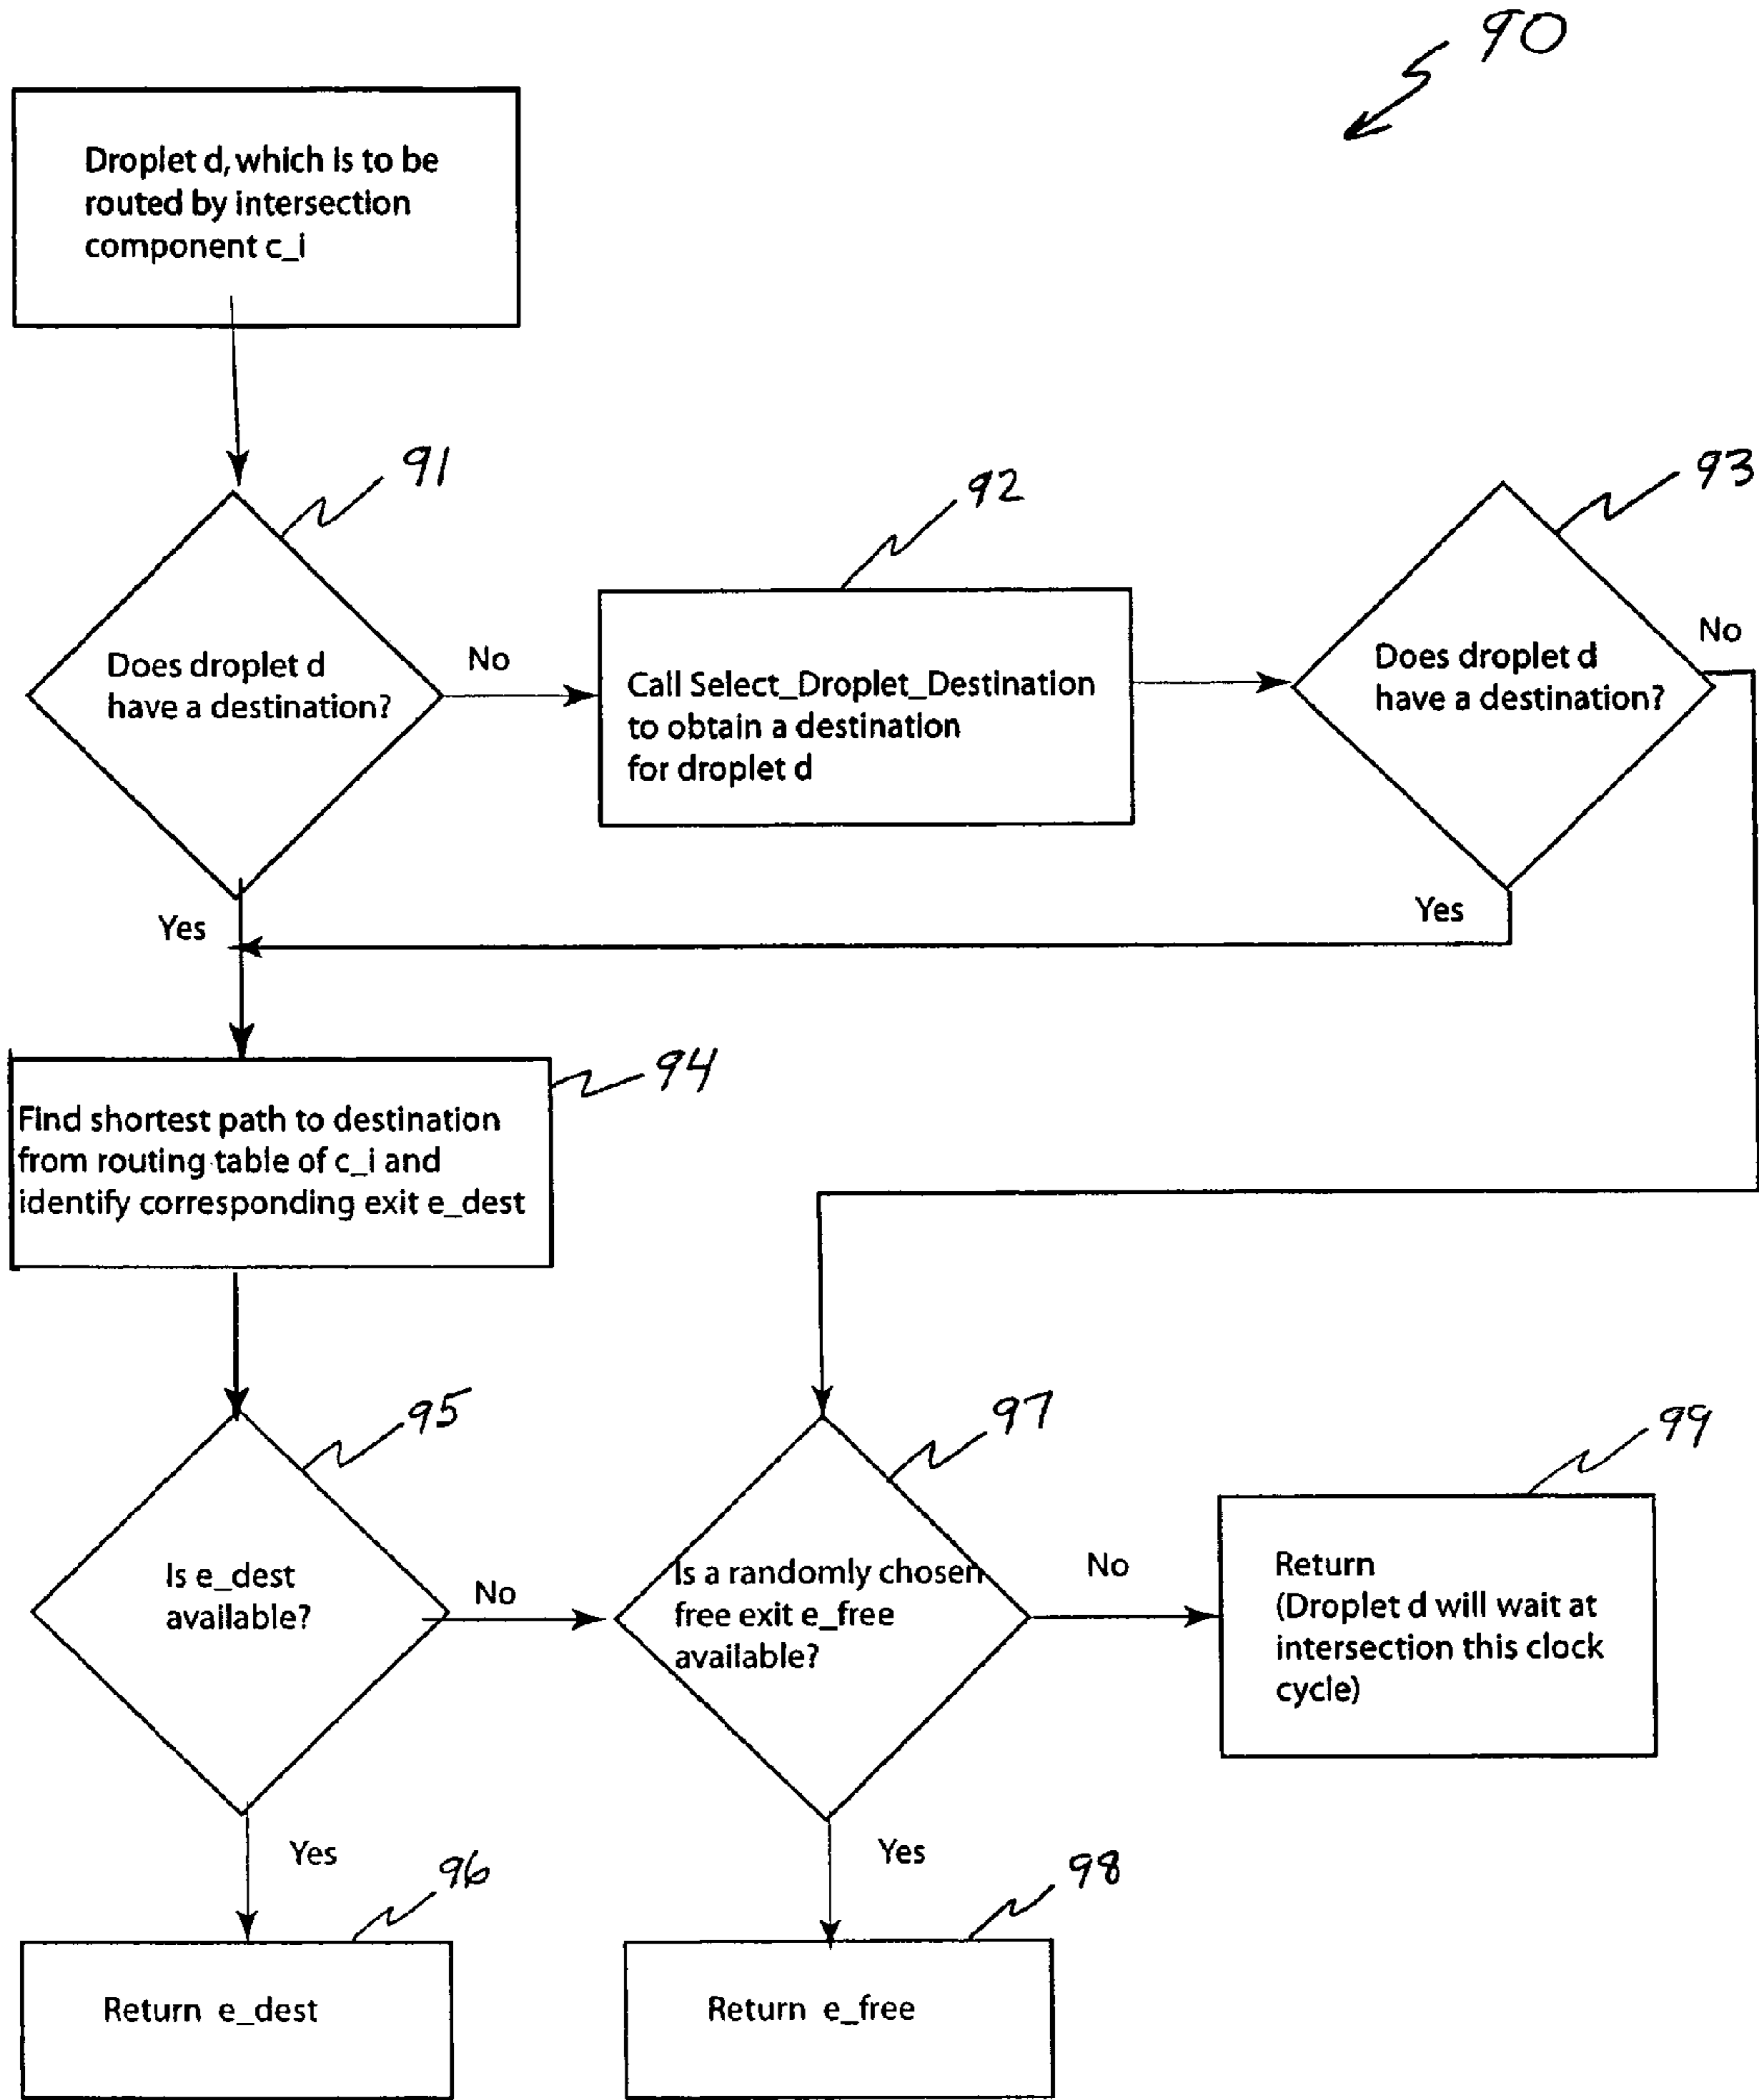 90
Droplet d, which is to be
routed by intersection
component c_i
91
92
93
Does droplet d
have a destination?
No
Call Select_Droplet_Destination
to obtain a destination
for droplet d
Does droplet d
have a destination?
No
Yes
Yes
94
Find shortest path to destination
from routing table of c_i and
identify corresponding exit e_dest
95
97
99
Is e_dest
available?
No
Is a randomly chosen
free exit e_free
available?
No
Return
(Droplet d will wait at
intersection this clock
cycle)
Yes
96
Yes
98
Return e_dest
Return e_free